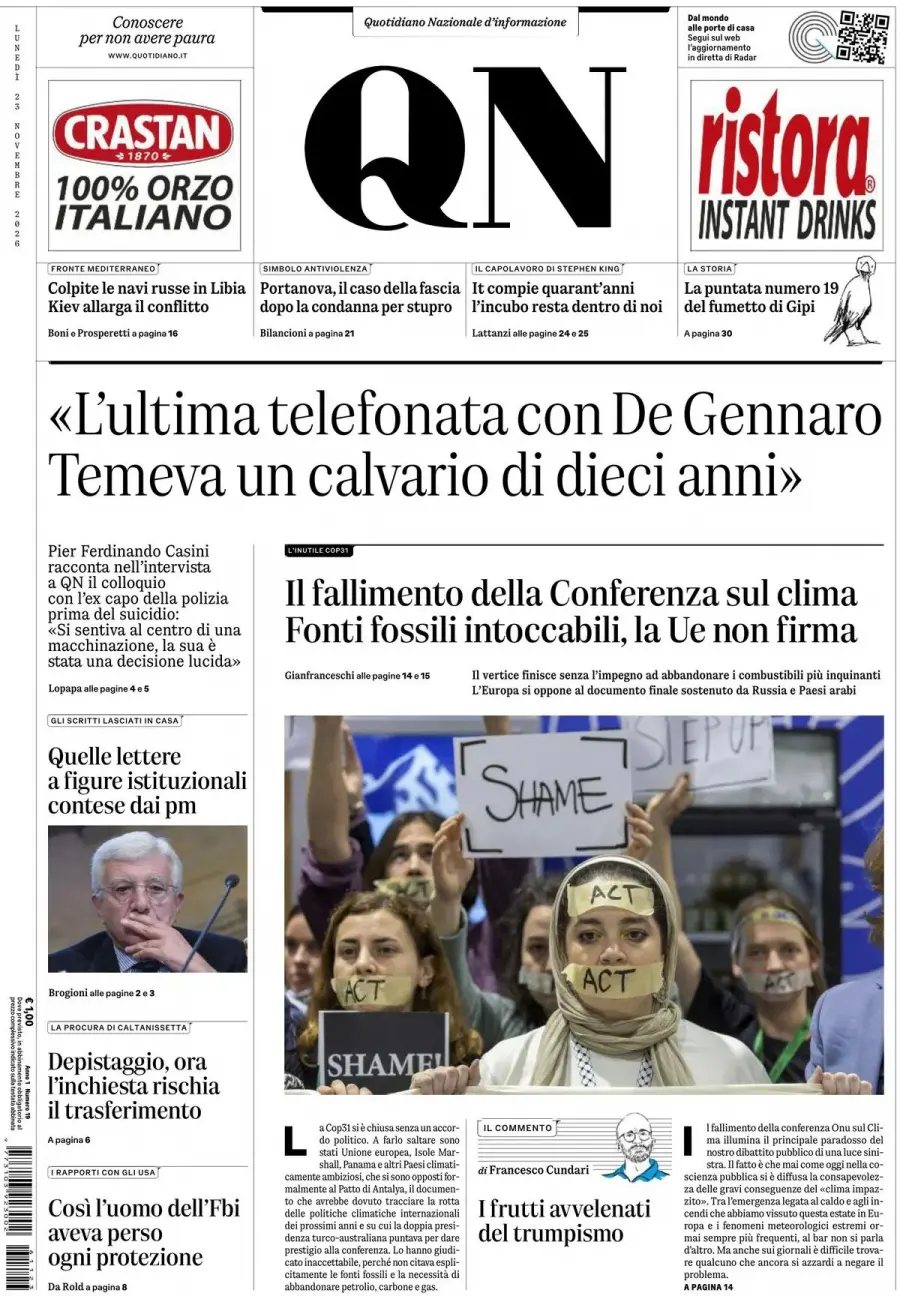 LUNEDÌ 23 NOVEMBRE 2026
Conoscere
per non avere paura
WWW.QUOTIDIANO.IT
Quotidiano Nazionale d'informazione
Dal mondo
alle porte di casa
Segui sul web
l'aggiornamento
in diretta di Radar
CRASTAN
1870
100% ORZO
ITALIANO
QN
ristora®
INSTANT DRINKS
FRONTE MEDITERRANEO
Colpite le navi russe in Libia
Kiev allarga il conflitto
Boni e Prosperetti a pagina 16
SIMBOLO ANTIVIOLENZA
Portanova, il caso della fascia
dopo la condanna per stupro
Bilancioni a pagina 21
IL CAPOLAVORO DI STEPHEN KING
It compie quarant'anni
l'incubo resta dentro di noi
Lattanzi alle pagine 24 e 25
LA STORIA
La puntata numero 19
del fumetto di Gipi
A pagina 30
«L'ultima telefonata con De Gennaro
Temeva un calvario di dieci anni»
Pier Ferdinando Casini
racconta nell'intervista
a QN il colloquio
con l'ex capo della polizia
prima del suicidio:
«Si sentiva al centro di una
macchinazione, la sua è
stata una decisione lucida»
Lopapa alle pagine 4 e 5
GLI SCRITTI LASCIATI IN CASA
Quelle lettere
a figure istituzionali
contese dai pm
Brogioni alle pagine 2 e 3
LA PROCURA DI CALTANISSETTA
Depistaggio, ora
l'inchiesta rischia
il trasferimento
A pagina 6
I RAPPORTI CON GLI USA
Così l'uomo dell'Fbi
aveva perso
ogni protezione
Da Rold a pagina 8
L'INUTILE COP31
Il fallimento della Conferenza sul clima
Fonti fossili intoccabili, la Ue non firma
Gianfranceschi alle pagine 14 e 15
Il vertice finisce senza l'impegno ad abbandonare i combustibili più inquinanti
L'Europa si oppone al documento finale sostenuto da Russia e Paesi arabi
SHAME
STEP UP
ACT
ACT
ACT
ACT
SHAME!
La Cop31 si è chiusa senza un accor-
do politico. A farlo saltare sono
stati Unione europea, Isole Mar-
shall, Panama e altri Paesi climati-
camente ambiziosi, che si sono opposti for-
malmente al Patto di Antalya, il documen-
to che avrebbe dovuto tracciare la rotta
delle politiche climatiche internazionali
dei prossimi anni e su cui la doppia presi-
denza turco-australiana puntava per dare
prestigio alla conferenza. Lo hanno giudi-
cato inaccettabile, perché non citava espli-
citamente le fonti fossili e la necessità di
abbandonare petrolio, carbone e gas.
IL COMMENTO
di Francesco Cundari
I frutti avvelenati
del trumpismo
Il fallimento della conferenza Onu sul Cli-
ma illumina il principale paradosso del
nostro dibattito pubblico di una luce sini-
stra. Il fatto è che mai come oggi nella co-
scienza pubblica si è diffusa la consapevolez-
za delle gravi conseguenze del «clima impaz-
zito». Tra l'emergenza legata al caldo e agli in-
cendi che abbiamo vissuto questa estate in Eu-
ropa e i fenomeni meteorologici estremi or-
mai sempre più frequenti, al bar non si parla
d'altro. Ma anche sui giornali è difficile trova-
re qualcuno che ancora si azzardi a negare il
problema.
A PAGINA 14
€ 1,00
Anno 1 Numero 19